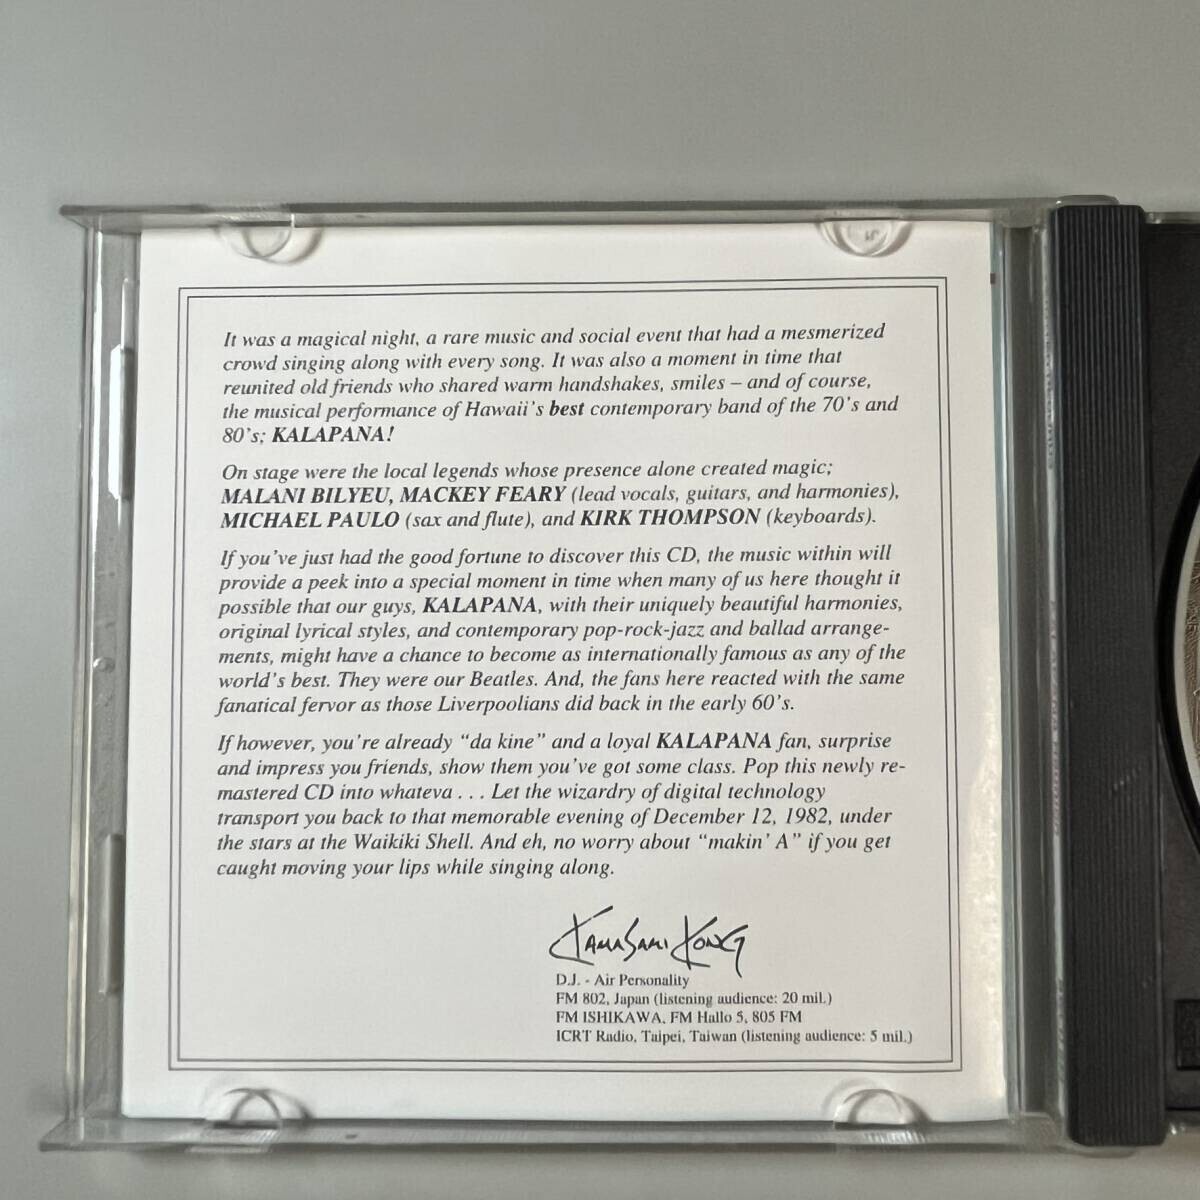 It was a magical night, a rare music and social event that had a mesmerized
crowd singing along with every song. It was also a moment in time that
reunited old friends who shared warm handshakes, smiles – and of course,
the musical performance of Hawaii's best contemporary band of the 70's and
80's; KALAPANA!
On stage were the local legends whose presence alone created magic;
MALANI BILYEU, MACKEY FEARY (lead vocals, guitars, and harmonies),
MICHAEL PAULO (sax and flute), and KIRK THOMPSON (keyboards).
If you've just had the good fortune to discover this CD, the music within will
provide a peek into a special moment in time when many of us here thought it
possible that our guys, KALAPANA, with their uniquely beautiful harmonies,
original lyrical styles, and contemporary pop-rock-jazz and ballad arrange-
ments, might have a chance to become as internationally famous as any of the
world's best. They were our Beatles. And, the fans here reacted with the same
fanatical fervor as those Liverpoolians did back in the early 60's.
If however, you're already "da kine" and a loyal KALAPANA fan, surprise
and impress you friends, show them you've got some class. Pop this newly re-
mastered CD into whateva . . . Let the wizardry of digital technology
transport you back to that memorable evening of December 12, 1982, under
the stars at the Waikiki Shell. And eh, no worry about "makin' A" if you get
caught moving your lips while singing along.
Kamasami Kong
D.J. - Air Personality
FM 802, Japan (listening audience: 20 mil.)
FM ISHIKAWA, FM Hallo 5, 805 FM
ICRT Radio, Taipei, Taiwan (listening audience: 5 mil.)